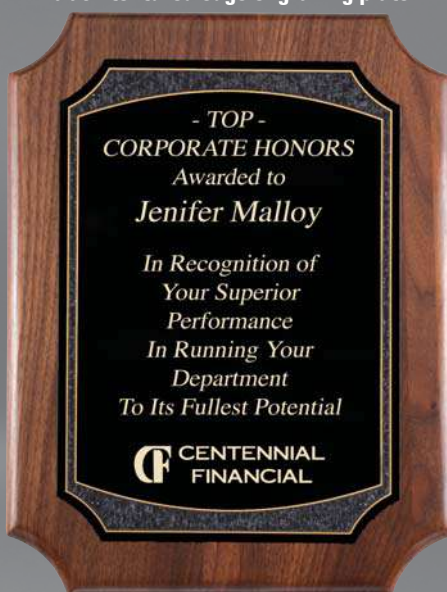 - TOP -
CORPORATE HONORS
Awarded to
Jenifer Malloy
In Recognition of
Your Superior
Performance
In Running Your
Department
To Its Fullest Potential
CF CENTENNIAL
FINANCIAL